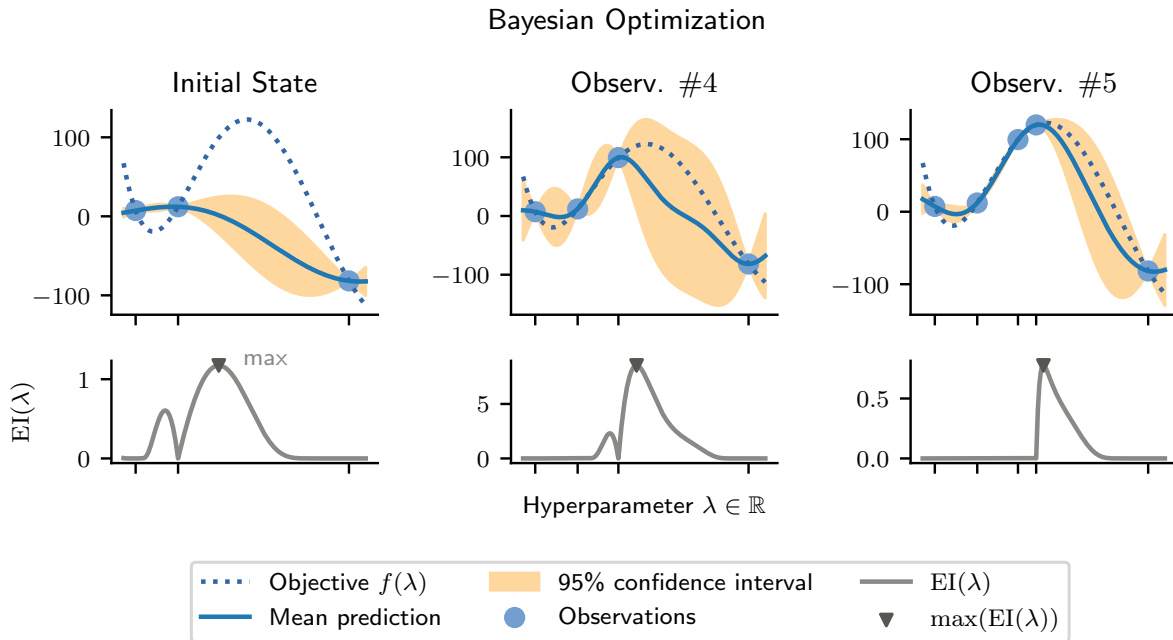 Bayesian Optimization
Initial State
Observ. #4
Observ. #5
100
0
−100
100
0
−100
100
0
−100
EI(λ)
1
0
max
5
0
0.5
0.0
Hyperparameter λ ∈ ℝ
Objective f(λ)
Mean prediction
95% confidence interval
Observations
EI(λ)
max(EI(λ))